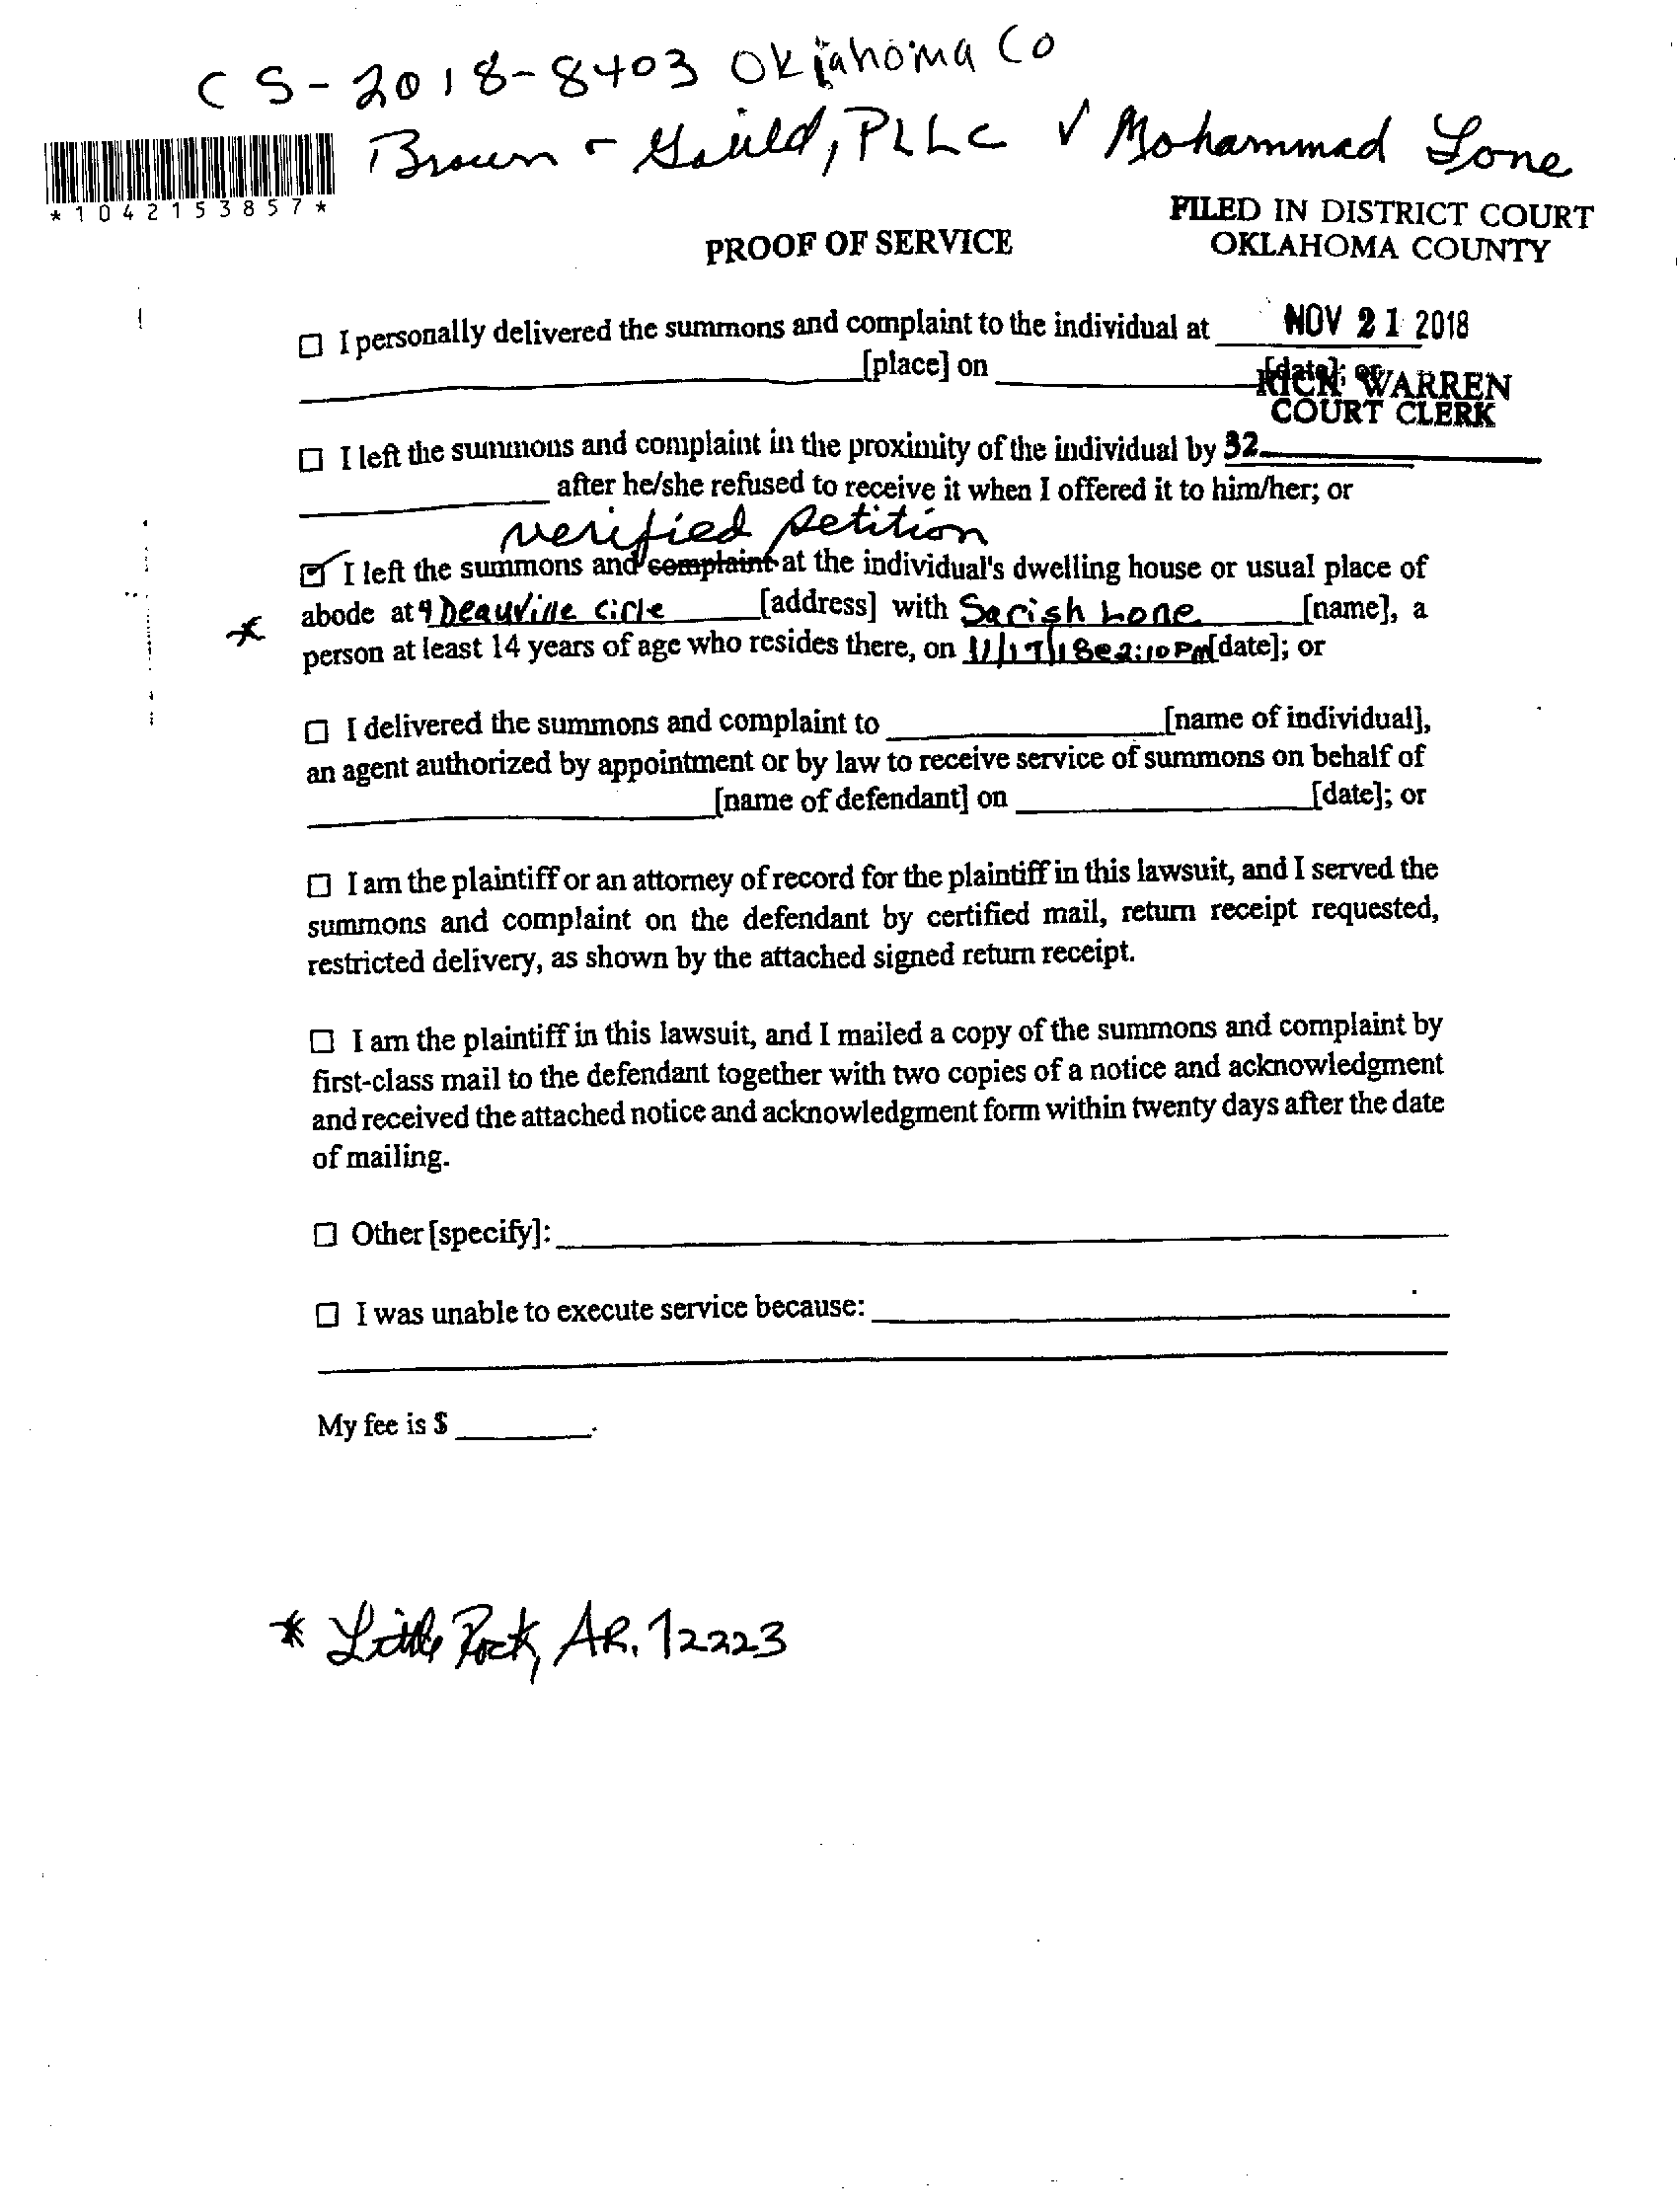 CS-2018-8403 Oklahoma Co
Brown & Gould, PLLC v Mohammad Lone
*1042153857*
FILED IN DISTRICT COURT
OKLAHOMA COUNTY
PROOF OF SERVICE
NOV 21 2018
☐ I personally delivered the summons and complaint to the individual at
[place] on [date]; or
RICK WARREN
COURT CLERK
☐ I left the summons and complaint in the proximity of the individual by 32
after he/she refused to receive it when I offered it to him/her; or
verified petition
☑ I left the summons and complaint at the individual's dwelling house or usual place of
* abode at 9 Deauville Cirle [address] with Sarish Lone [name], a
person at least 14 years of age who resides there, on 11/17/18 @ 2:10 PM [date]; or
☐ I delivered the summons and complaint to [name of individual],
an agent authorized by appointment or by law to receive service of summons on behalf of
[name of defendant] on [date]; or
☐ I am the plaintiff or an attorney of record for the plaintiff in this lawsuit, and I served the
summons and complaint on the defendant by certified mail, return receipt requested,
restricted delivery, as shown by the attached signed return receipt.
☐ I am the plaintiff in this lawsuit, and I mailed a copy of the summons and complaint by
first-class mail to the defendant together with two copies of a notice and acknowledgment
and received the attached notice and acknowledgment form within twenty days after the date
of mailing.
☐ Other [specify]:
☐ I was unable to execute service because:
My fee is $ .
* Little Rock, AR. 72223